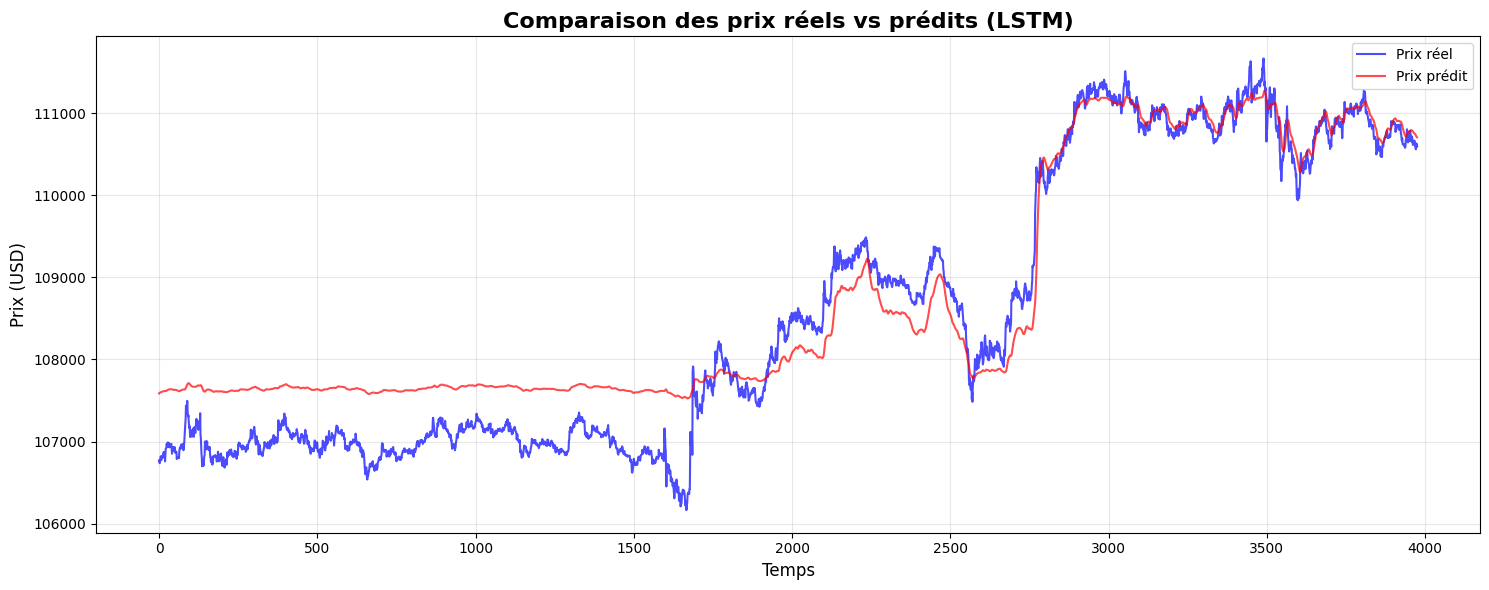 Comparaison des prix réels vs prédits (LSTM)
Prix réel
Prix prédit
Prix (USD)
111000
110000
109000
108000
107000
106000
0 500 1000 1500 2000 2500 3000 3500 4000
Temps